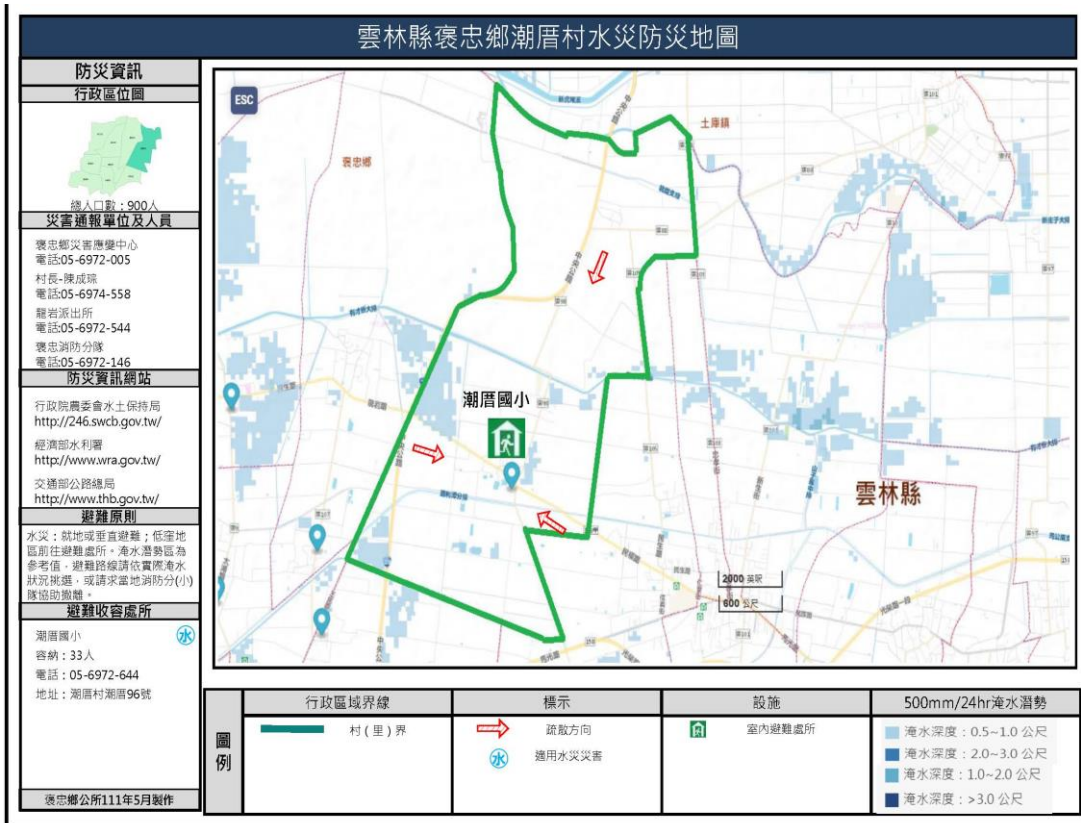 雲林縣褒忠鄉潮厝村水災防災地圖
防災資訊
行政區位圖
總人口數：900人
災害通報單位及人員
褒忠鄉災害應變中心
電話:05-6972-005
村長-陳成琮
電話:05-6974-558
龍岩派出所
電話:05-6972-544
褒忠消防分隊
電話:05-6972-146
防災資訊網站
行政院農委會水土保持局
http://246.swcb.gov.tw/
經濟部水利署
http://www.wra.gov.tw/
交通部公路總局
http://www.thb.gov.tw/
避難原則
水災：就地或垂直避難；低窪地
區前往避難處所。淹水潛勢區為
參考值，避難路線請依實際淹水
狀況挑選，或請求當地消防分(小)
隊協助撤離。
避難收容處所
潮厝國小
水
容納：33人
電話：05-6972-644
地址：潮厝村潮厝96號
褒忠鄉公所111年5月製作
ESC
褒忠鄉
土庫鎮
中央公路
中央公路
潮厝國小
雲林縣
民權路
2000 英呎
600 公尺
圖例
行政區域界線
村(里)界
標示
疏散方向
水
適用水災災害
設施
室內避難處所
500mm/24hr淹水潛勢
淹水深度：0.5~1.0 公尺
淹水深度：2.0~3.0 公尺
淹水深度：1.0~2.0 公尺
淹水深度：>3.0 公尺